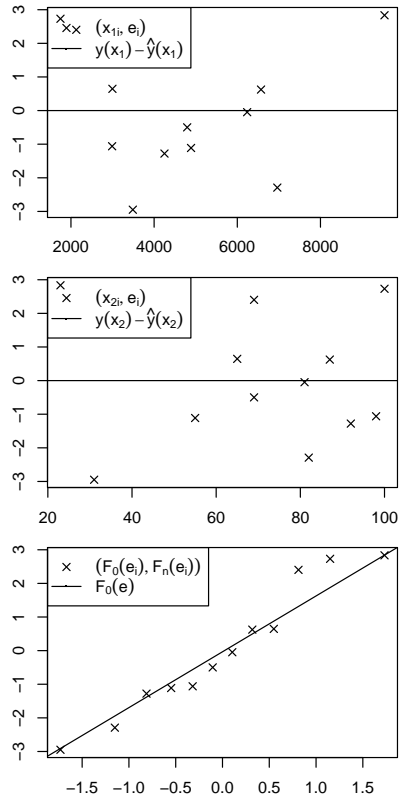 3
2
1
0
−1
−2
−3
(x₁ᵢ, eᵢ)
y(x₁) − ŷ(x₁)
2000 4000 6000 8000
3
2
1
0
−1
−2
−3
(x₂ᵢ, eᵢ)
y(x₂) − ŷ(x₂)
20 40 60 80 100
3
2
1
0
−1
−2
−3
(F₀(eᵢ), Fₙ(eᵢ))
F₀(e)
−1.5 −1.0 −0.5 0.0 0.5 1.0 1.5